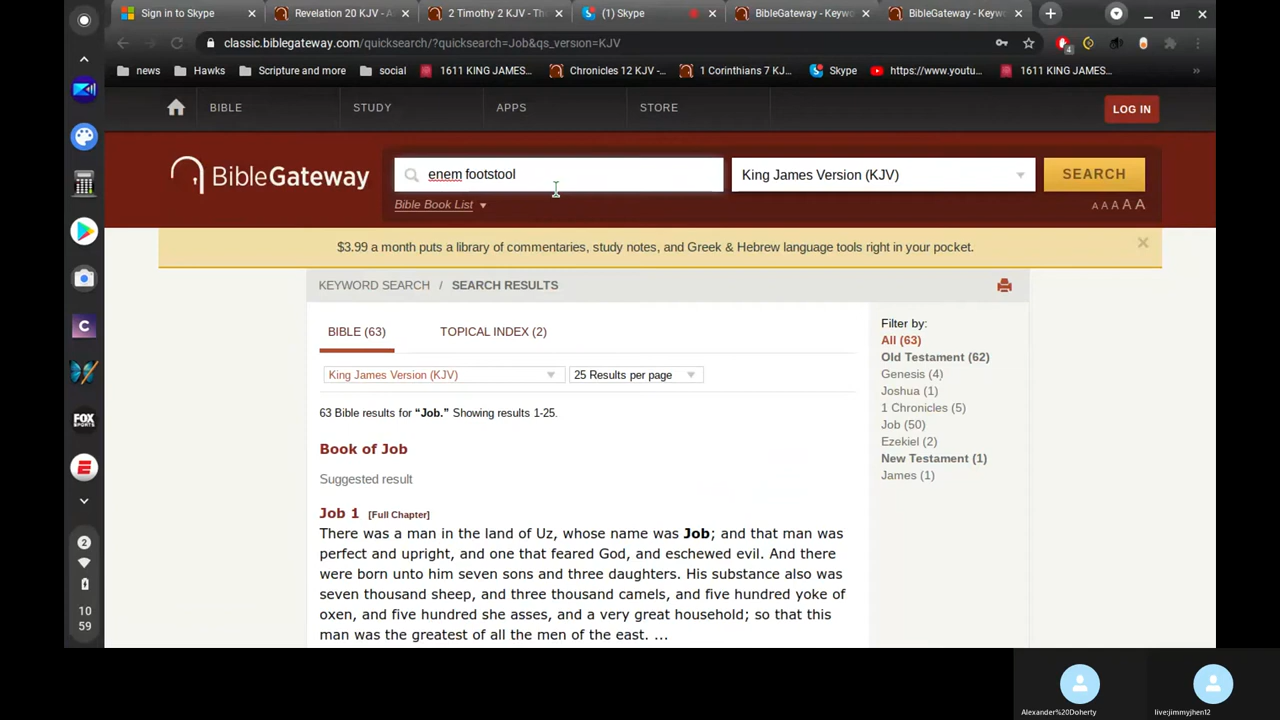 Sign in to Skype
Revelation 20 KJV - A
2 Timothy 2 KJV - Th
(1) Skype
BibleGateway - Keyw
BibleGateway - Keyw
classic.biblegateway.com/quicksearch/?quicksearch=Job&qs_version=KJV
4
news
Hawks
Scripture and more
social
1611 KING JAMES...
Chronicles 12 KJV -...
1 Corinthians 7 KJ...
Skype
https://www.youtu...
1611 KING JAMES...
»
BIBLE
STUDY
APPS
STORE
LOG IN
BibleGateway
enem footstool
King James Version (KJV)
SEARCH
Bible Book List
A A A A A
$3.99 a month puts a library of commentaries, study notes, and Greek & Hebrew language tools right in your pocket.
KEYWORD SEARCH / SEARCH RESULTS
BIBLE (63)
TOPICAL INDEX (2)
King James Version (KJV)
25 Results per page
63 Bible results for “Job.” Showing results 1-25.
Book of Job
Suggested result
Job 1 [Full Chapter]
There was a man in the land of Uz, whose name was Job; and that man was
perfect and upright, and one that feared God, and eschewed evil. And there
were born unto him seven sons and three daughters. His substance also was
seven thousand sheep, and three thousand camels, and five hundred yoke of
oxen, and five hundred she asses, and a very great household; so that this
man was the greatest of all the men of the east. ...
Filter by:
All (63)
Old Testament (62)
Genesis (4)
Joshua (1)
1 Chronicles (5)
Job (50)
Ezekiel (2)
New Testament (1)
James (1)
C
FOX
SPORTS
E
2
10
59
Alexander%20Doherty
live:jimmyjhen12